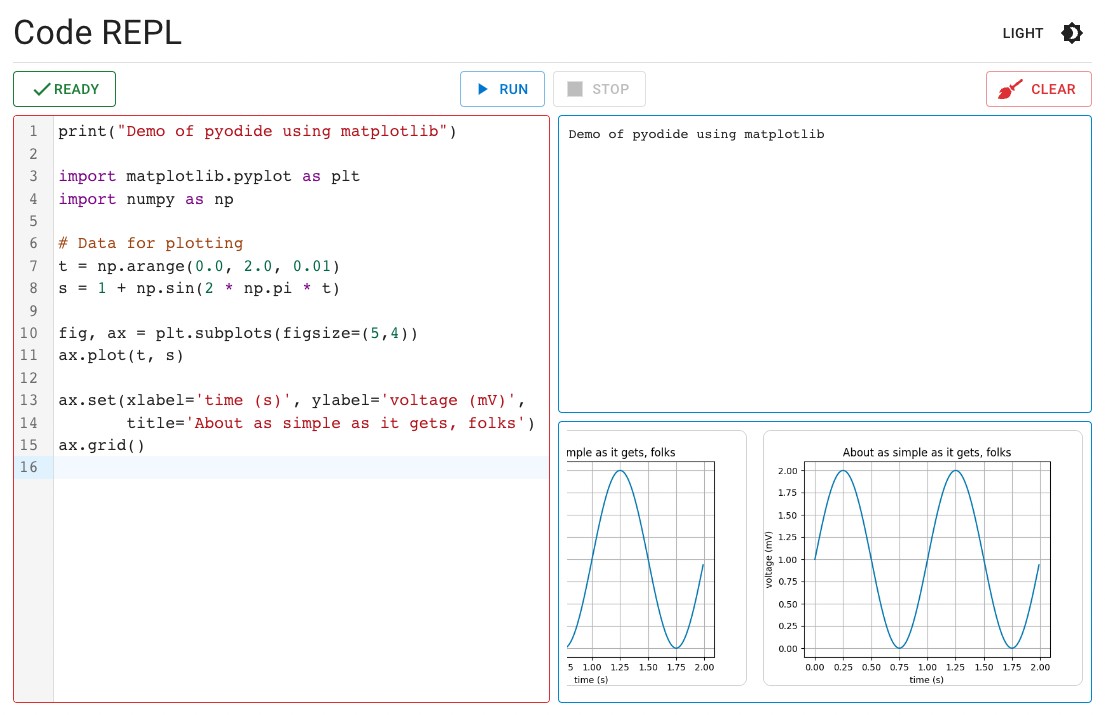 Code REPL
LIGHT
READY
RUN
STOP
CLEAR
1 print("Demo of pyodide using matplotlib")
2
3 import matplotlib.pyplot as plt
4 import numpy as np
5
6 # Data for plotting
7 t = np.arange(0.0, 2.0, 0.01)
8 s = 1 + np.sin(2 * np.pi * t)
9
10 fig, ax = plt.subplots(figsize=(5,4))
11 ax.plot(t, s)
12
13 ax.set(xlabel='time (s)', ylabel='voltage (mV)',
14        title='About as simple as it gets, folks')
15 ax.grid()
16
Demo of pyodide using matplotlib
mple as it gets, folks
5 1.00 1.25 1.50 1.75 2.00
time (s)
About as simple as it gets, folks
voltage (mV)
2.00
1.75
1.50
1.25
1.00
0.75
0.50
0.25
0.00
0.00 0.25 0.50 0.75 1.00 1.25 1.50 1.75 2.00
time (s)